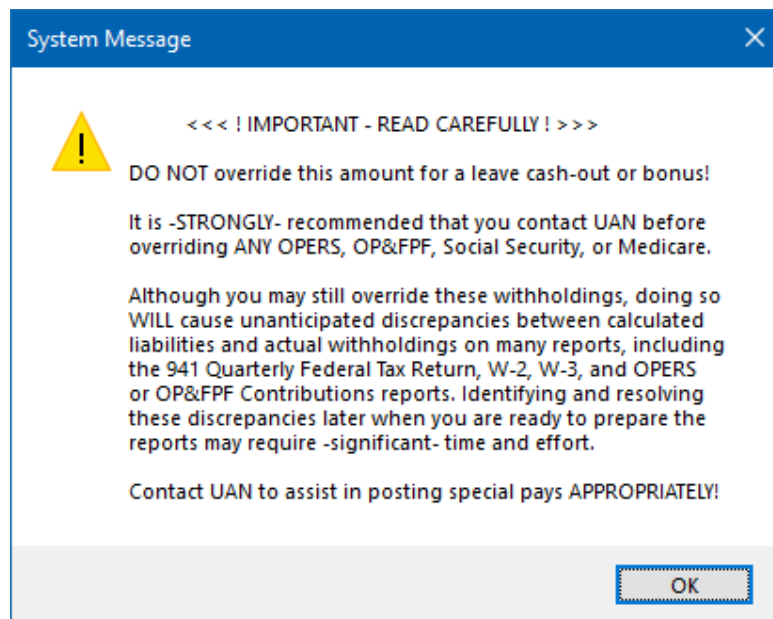 System Message
<<< ! IMPORTANT - READ CAREFULLY ! >>>
!
DO NOT override this amount for a leave cash-out or bonus!
It is -STRONGLY- recommended that you contact UAN before
overriding ANY OPERS, OP&FPF, Social Security, or Medicare.
Although you may still override these withholdings, doing so
WILL cause unanticipated discrepancies between calculated
liabilities and actual withholdings on many reports, including
the 941 Quarterly Federal Tax Return, W-2, W-3, and OPERS
or OP&FPF Contributions reports. Identifying and resolving
these discrepancies later when you are ready to prepare the
reports may require -significant- time and effort.
Contact UAN to assist in posting special pays APPROPRIATELY!
OK